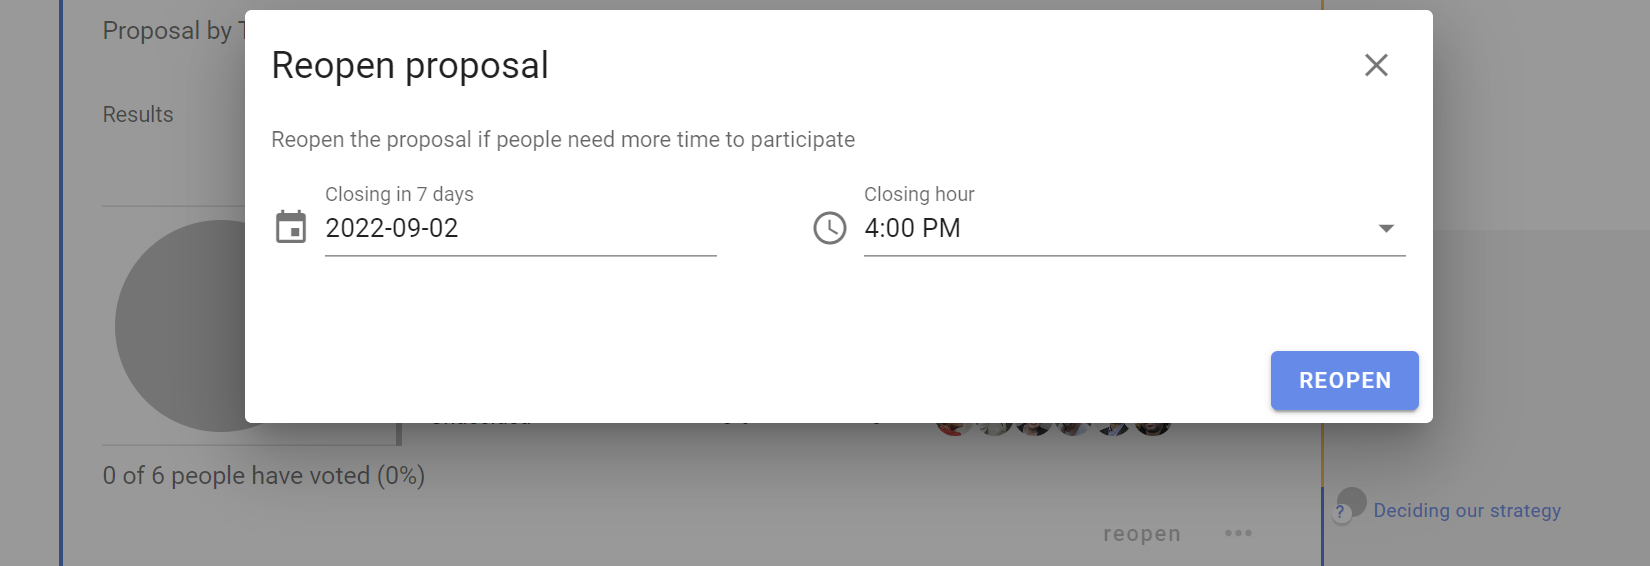 Proposal by
Reopen proposal
Results
Reopen the proposal if people need more time to participate
Closing in 7 days
2022-09-02
Closing hour
4:00 PM
REOPEN
0 of 6 people have voted (0%)
?
Deciding our strategy
reopen